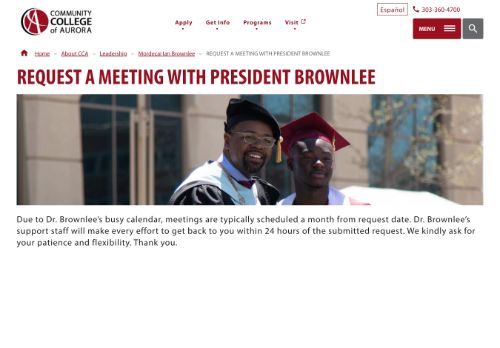 COMMUNITY
COLLEGE
of AURORA
Español 303-360-4700
Apply Get Info Programs Visit
MENU
Home – About CCA – Leadership – Mordecai Ian Brownlee – REQUEST A MEETING WITH PRESIDENT BROWNLEE
REQUEST A MEETING WITH PRESIDENT BROWNLEE
Due to Dr. Brownlee's busy calendar, meetings are typically scheduled a month from request date. Dr. Brownlee's
support staff will make every effort to get back to you within 24 hours of the submitted request. We kindly ask for
your patience and flexibility. Thank you.